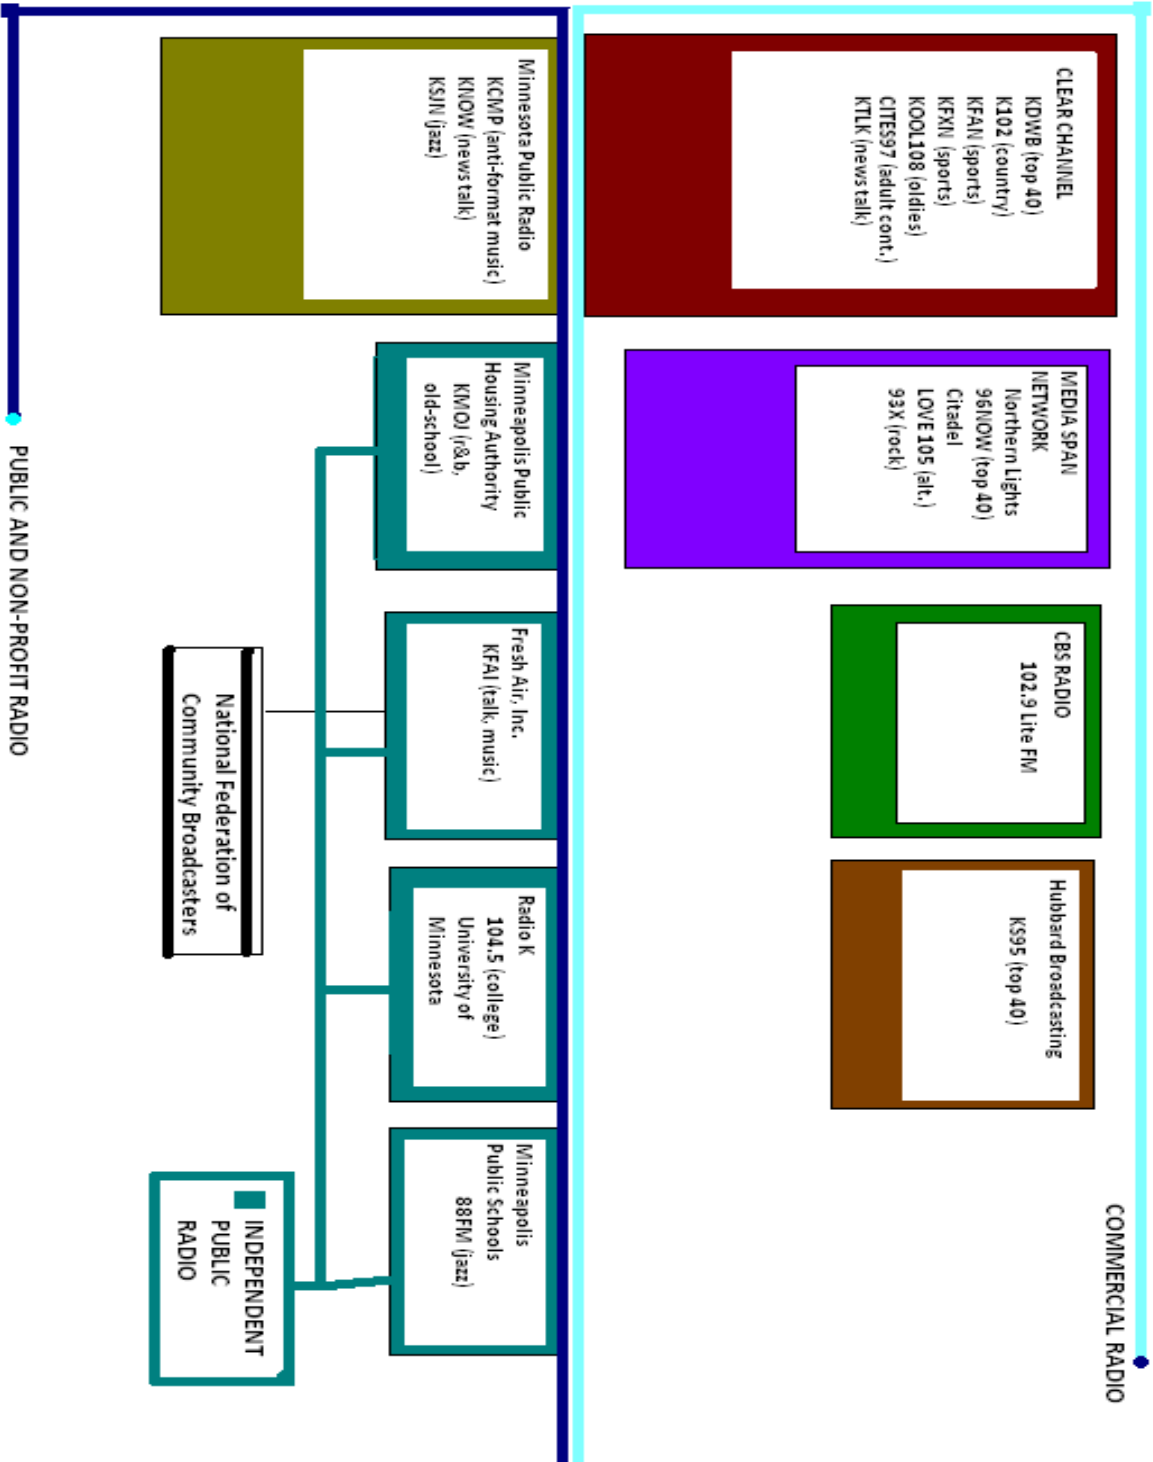 COMMERCIAL RADIO
CLEAR CHANNEL
KDWB (top 40)
K102 (country)
KFAN (sports)
KFXN (sports)
KOOL108 (oldies)
CITES97 (adult cont.)
KTLK (news talk)
MEDIA SPAN
NETWORK
Northern Lights
96NOW (top 40)
Citadel
LOVE 105 (alt.)
93X (rock)
CBS RADIO
102.9 Lite FM
Hubbard Broadcasting
KS95 (top 40)
Minnesota Public Radio
KCMP (anti-format music)
KNOW (news talk)
KSJN (jazz)
Minneapolis Public
Housing Authority
KMOJ (r&b,
old-school)
Fresh Air, Inc.
KFAI (talk, music)
Radio K
104.5 (college)
University of
Minnesota
Minneapolis
Public Schools
88FM (jazz)
National Federation of
Community Broadcasters
INDEPENDENT
PUBLIC
RADIO
PUBLIC AND NON-PROFIT RADIO